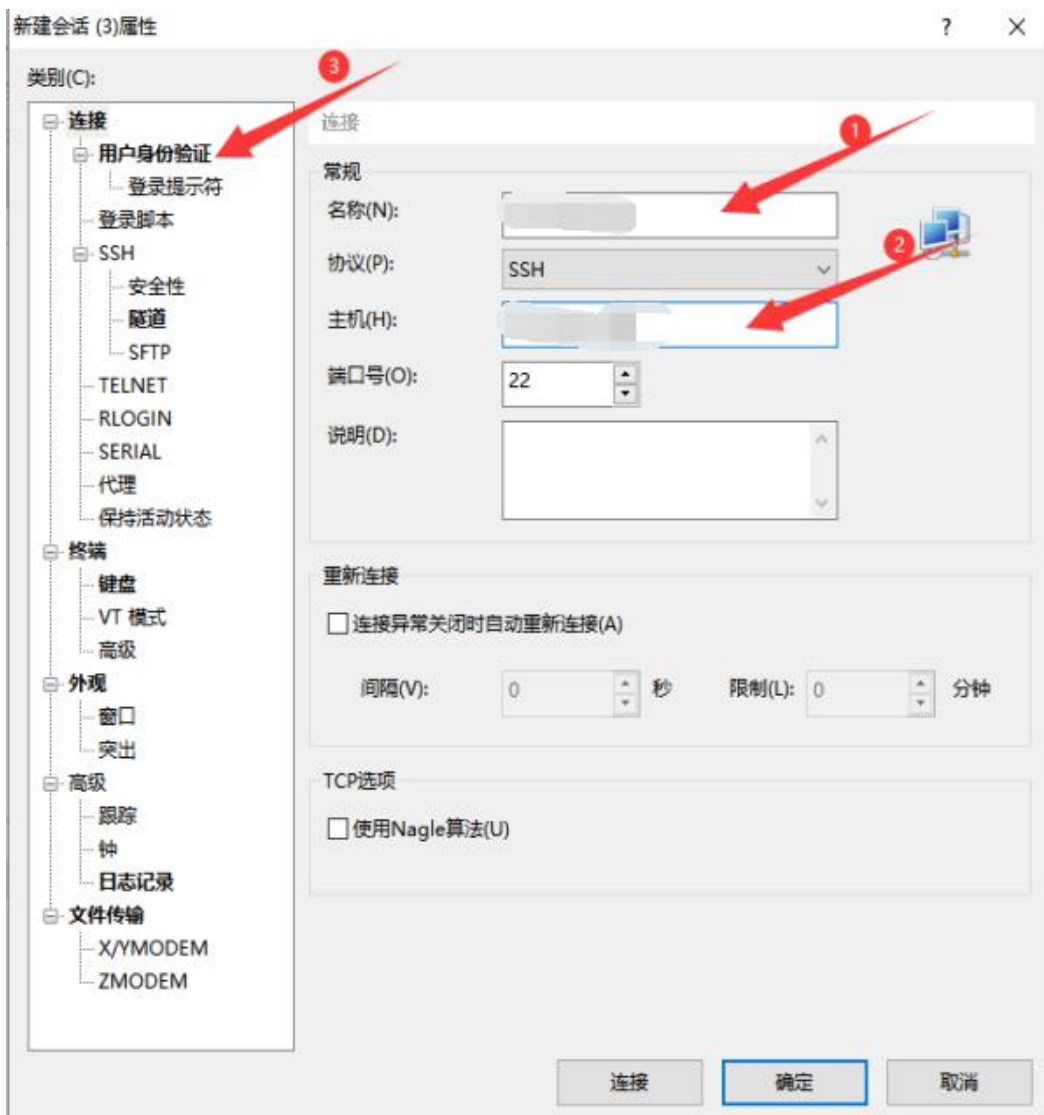 新建会话 (3)属性
?
类别(C):
3
连接
用户身份验证
登录提示符
登录脚本
SSH
安全性
隧道
SFTP
TELNET
RLOGIN
SERIAL
代理
保持活动状态
终端
键盘
VT 模式
高级
外观
窗口
突出
高级
跟踪
钟
日志记录
文件传输
X/YMODEM
ZMODEM
连接
常规
1
名称(N):
协议(P): SSH
2
主机(H):
端口号(O): 22
说明(D):
重新连接
连接异常关闭时自动重新连接(A)
间隔(V): 0 秒 限制(L): 0 分钟
TCP选项
使用Nagle算法(U)
连接 确定 取消